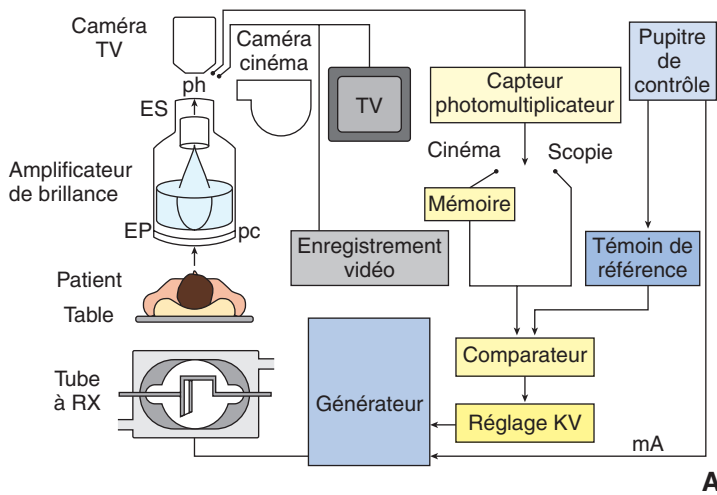 Caméra
TV
Caméra
cinéma
ph
ES
TV
Capteur
photomultiplicateur
Pupitre
de
contrôle
Cinéma
Scopie
Amplificateur
de brillance
Mémoire
EP
pc
Enregistrement
vidéo
Témoin de
référence
Patient
Table
Comparateur
Tube
à RX
Générateur
Réglage KV
mA
A